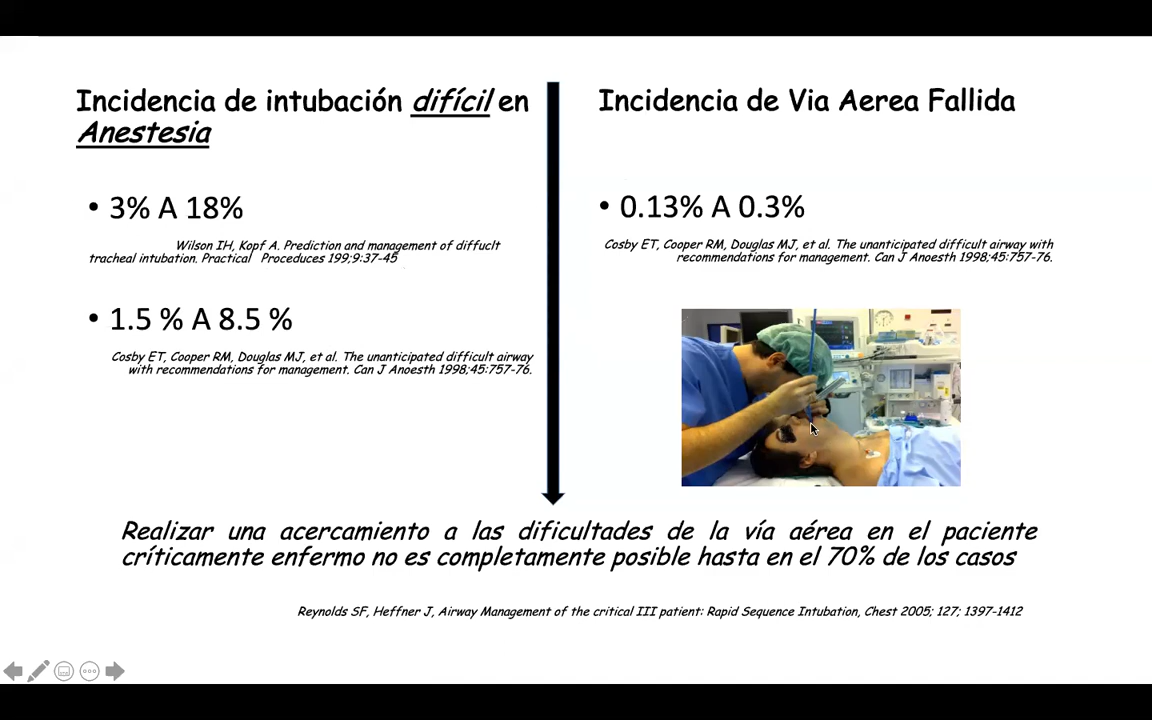 Incidencia de intubación difícil en
Anestesia
• 3% A 18%
Wilson IH, Kopf A. Prediction and management of diffuclt
tracheal intubation. Practical Proceduces 199;9:37-45
• 1.5 % A 8.5 %
Cosby ET, Cooper RM, Douglas MJ, et al. The unanticipated difficult airway
with recommendations for management. Can J Anoesth 1998;45:757-76.
Incidencia de Via Aerea Fallida
• 0.13% A 0.3%
Cosby ET, Cooper RM, Douglas MJ, et al. The unanticipated difficult airway with
recommendations for management. Can J Anoesth 1998;45:757-76.
Realizar una acercamiento a las dificultades de la vía aérea en el paciente
críticamente enfermo no es completamente posible hasta en el 70% de los casos
Reynolds SF, Heffner J, Airway Management of the critical III patient: Rapid Sequence Intubation, Chest 2005; 127; 1397-1412